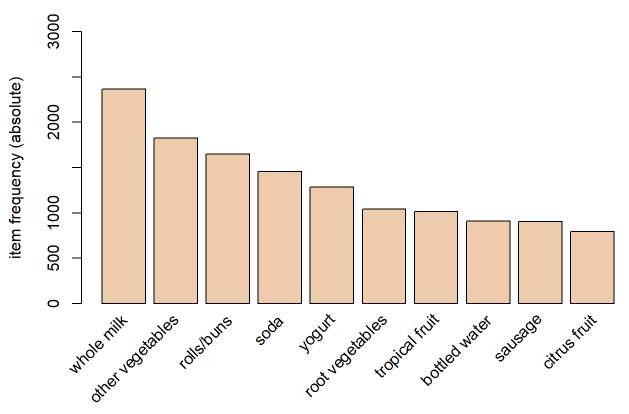 item frequency (absolute)
3000
2000
1000
500
0
whole milk
other vegetables
rolls/buns
soda
yogurt
root vegetables
tropical fruit
bottled water
sausage
citrus fruit